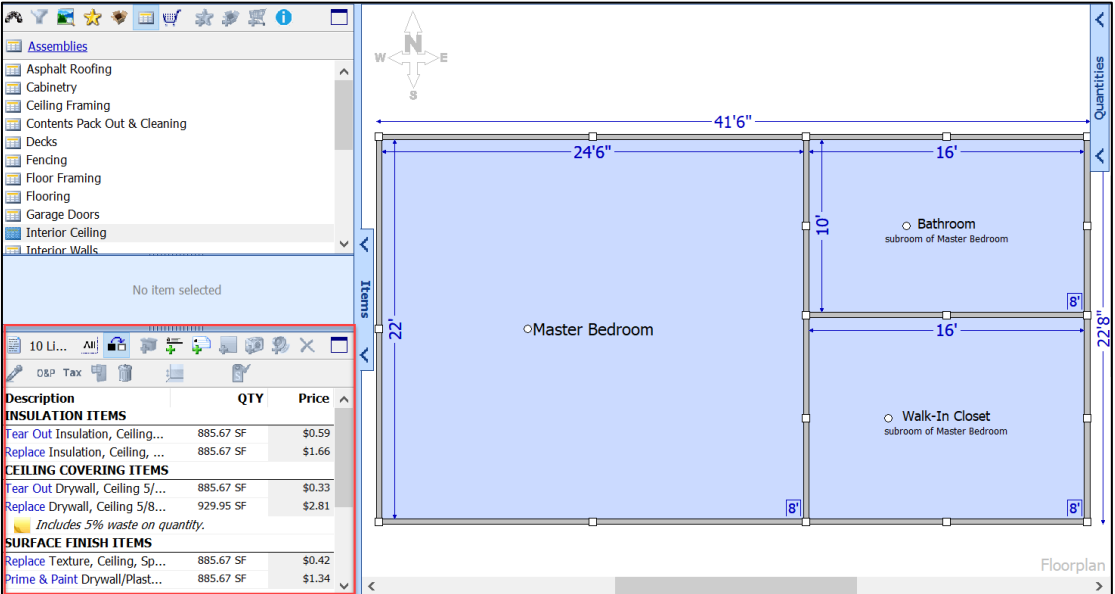 Assemblies
Asphalt Roofing
Cabinetry
Ceiling Framing
Contents Pack Out & Cleaning
Decks
Fencing
Floor Framing
Flooring
Garage Doors
Interior Ceiling
Interior Walls
No item selected
10 Li... All
O&P Tax
Description QTY Price
INSULATION ITEMS
Tear Out Insulation, Ceiling... 885.67 SF $0.59
Replace Insulation, Ceiling, ... 885.67 SF $1.66
CEILING COVERING ITEMS
Tear Out Drywall, Ceiling 5/... 885.67 SF $0.33
Replace Drywall, Ceiling 5/8... 929.95 SF $2.81
Includes 5% waste on quantity.
SURFACE FINISH ITEMS
Replace Texture, Ceiling, Sp... 885.67 SF $0.42
Prime & Paint Drywall/Plast... 885.67 SF $1.34
Items
N
W E
S
41'6"
24'6"
16'
10'
Bathroom
subroom of Master Bedroom
8'
22'
Master Bedroom
16'
22'8"
Walk-In Closet
subroom of Master Bedroom
8'
8'
Quantities
Floorplan